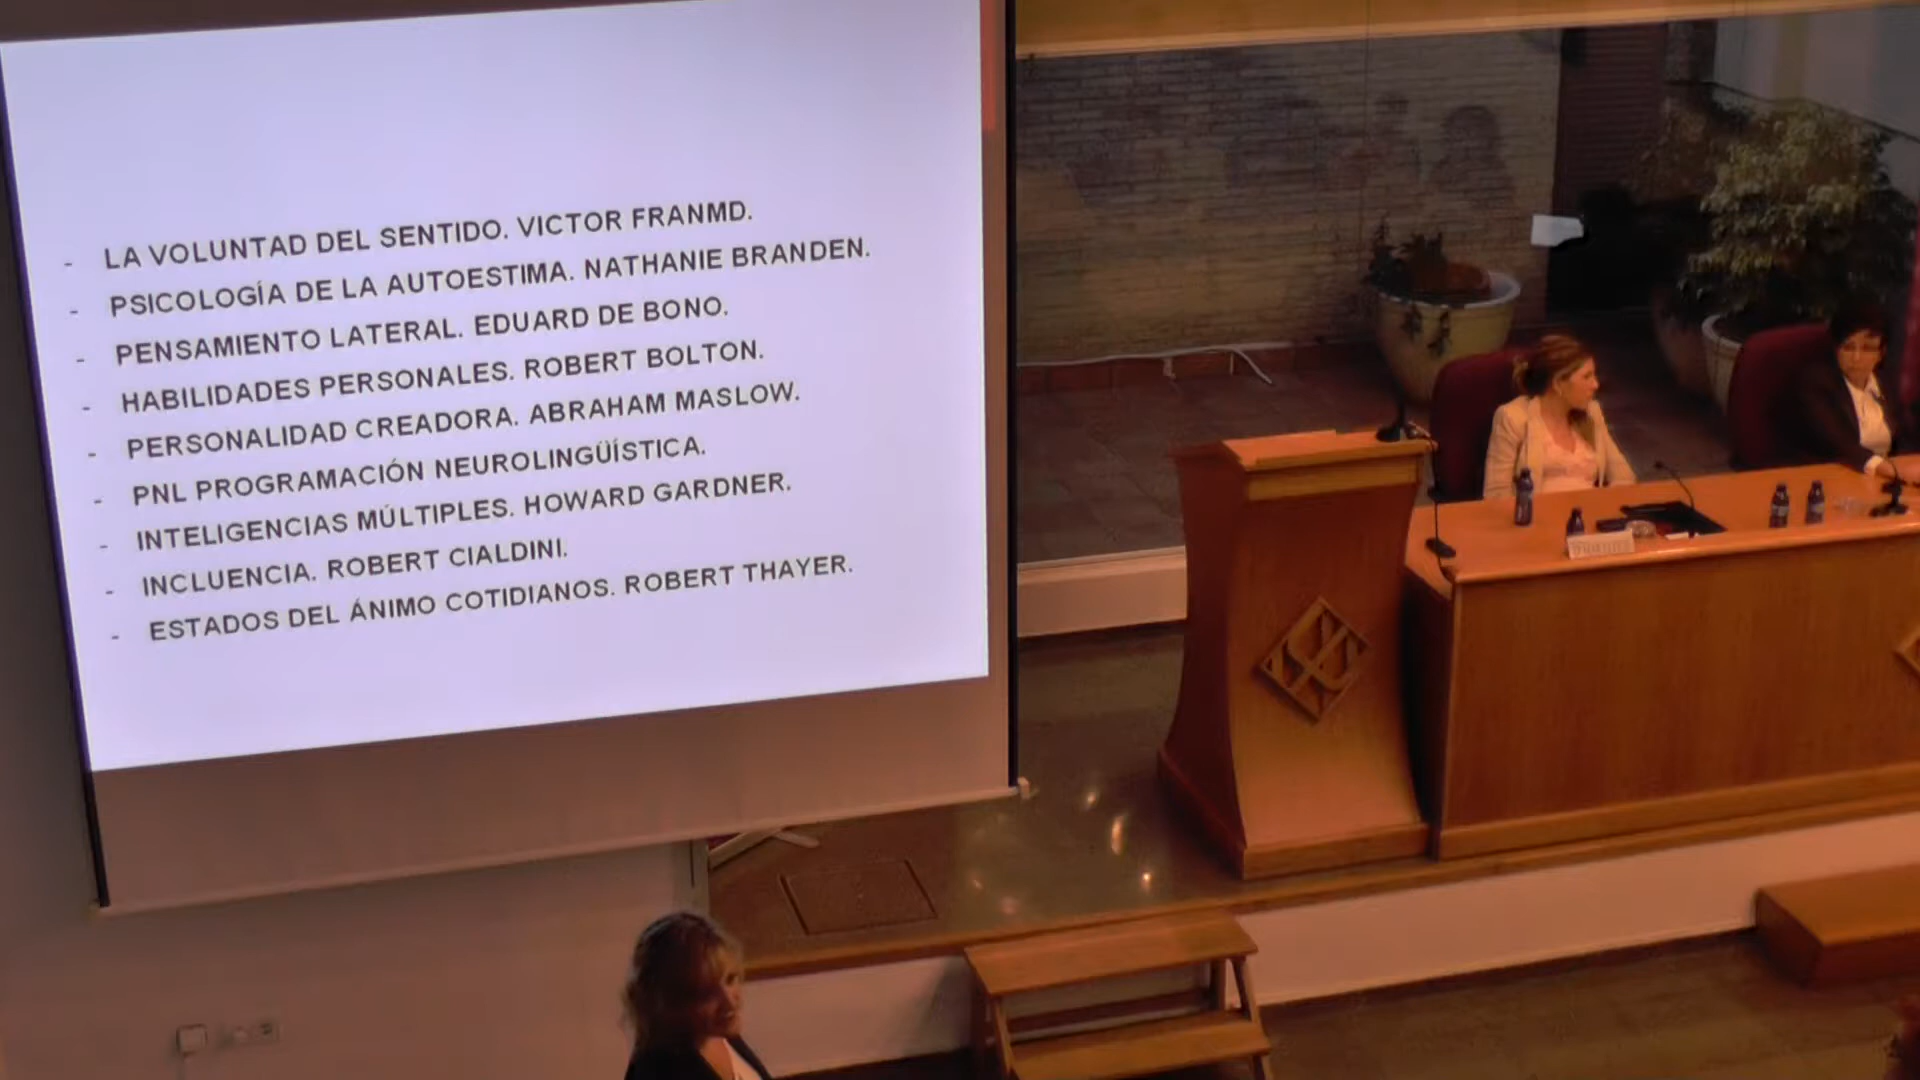 - LA VOLUNTAD DEL SENTIDO. VICTOR FRANMD.
- PSICOLOGÍA DE LA AUTOESTIMA. NATHANIE BRANDEN.
- PENSAMIENTO LATERAL. EDUARD DE BONO.
- HABILIDADES PERSONALES. ROBERT BOLTON.
- PERSONALIDAD CREADORA. ABRAHAM MASLOW.
- PNL PROGRAMACIÓN NEUROLINGÜÍSTICA.
- INTELIGENCIAS MÚLTIPLES. HOWARD GARDNER.
- INCLUENCIA. ROBERT CIALDINI.
- ESTADOS DEL ÁNIMO COTIDIANOS. ROBERT THAYER.